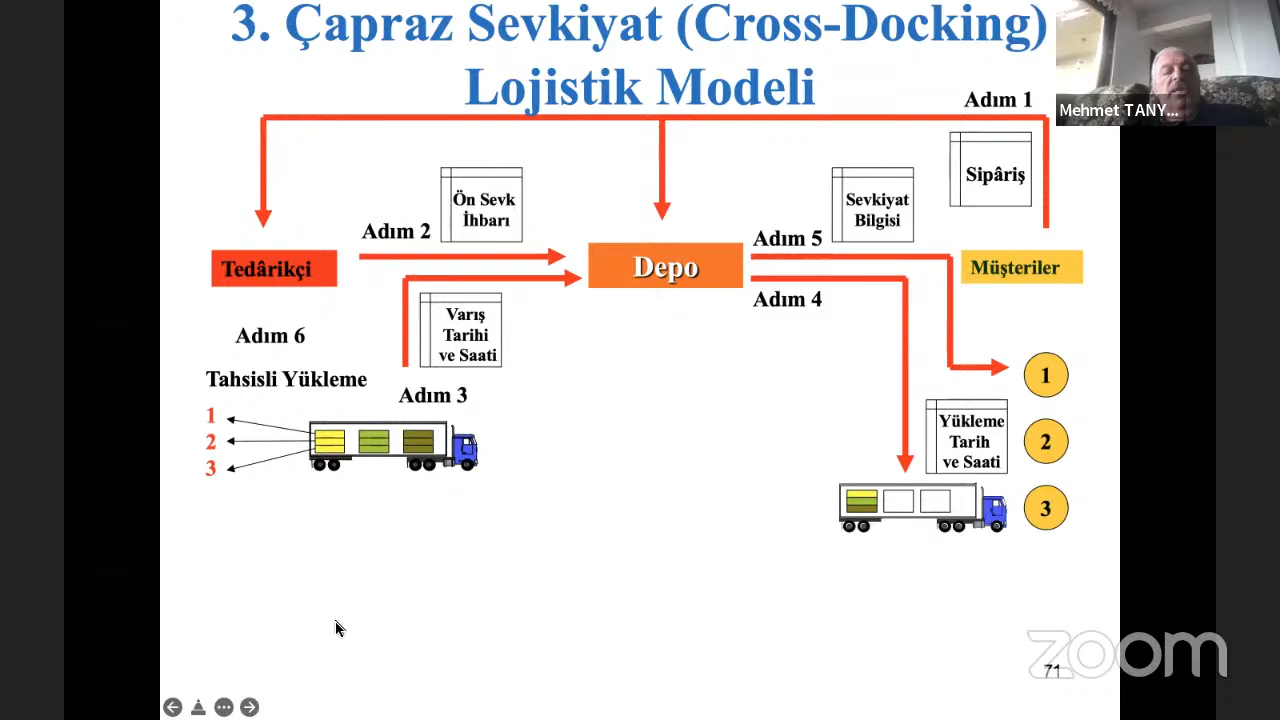 3. Çapraz Sevkiyat (Cross-Docking)
Lojistik Modeli
Mehmet TANY...
Adım 1
Sipâriş
Ön Sevk
İhbarı
Sevkiyat
Bilgisi
Adım 2
Adım 5
Tedârikçi
Depo
Müşteriler
Adım 4
Varış
Tarihi
ve Saati
Adım 6
Tahsisli Yükleme
Adım 3
1
2
3
1
2
3
Yükleme
Tarih
ve Saati
zoom
71